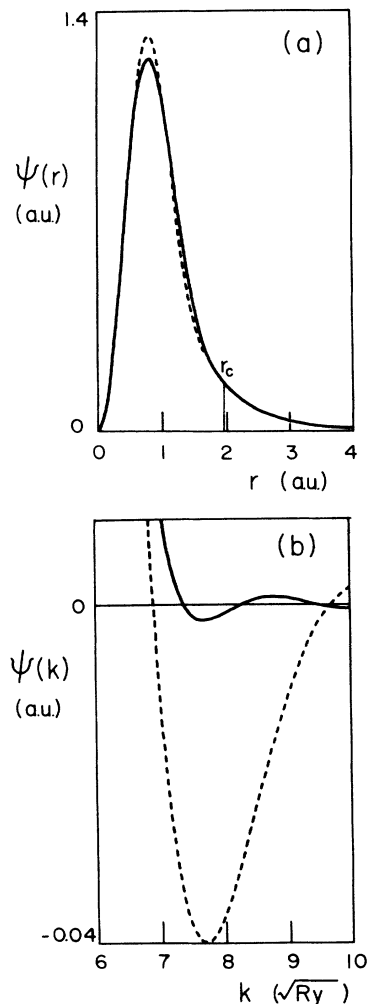 1.4
(a)
ψ(r)
(a.u.)
r_c
0
0 1 2 3 4
r (a.u.)
(b)
0
ψ(k)
(a.u.)
-0.04
6 7 8 9 10
k (√Ry)